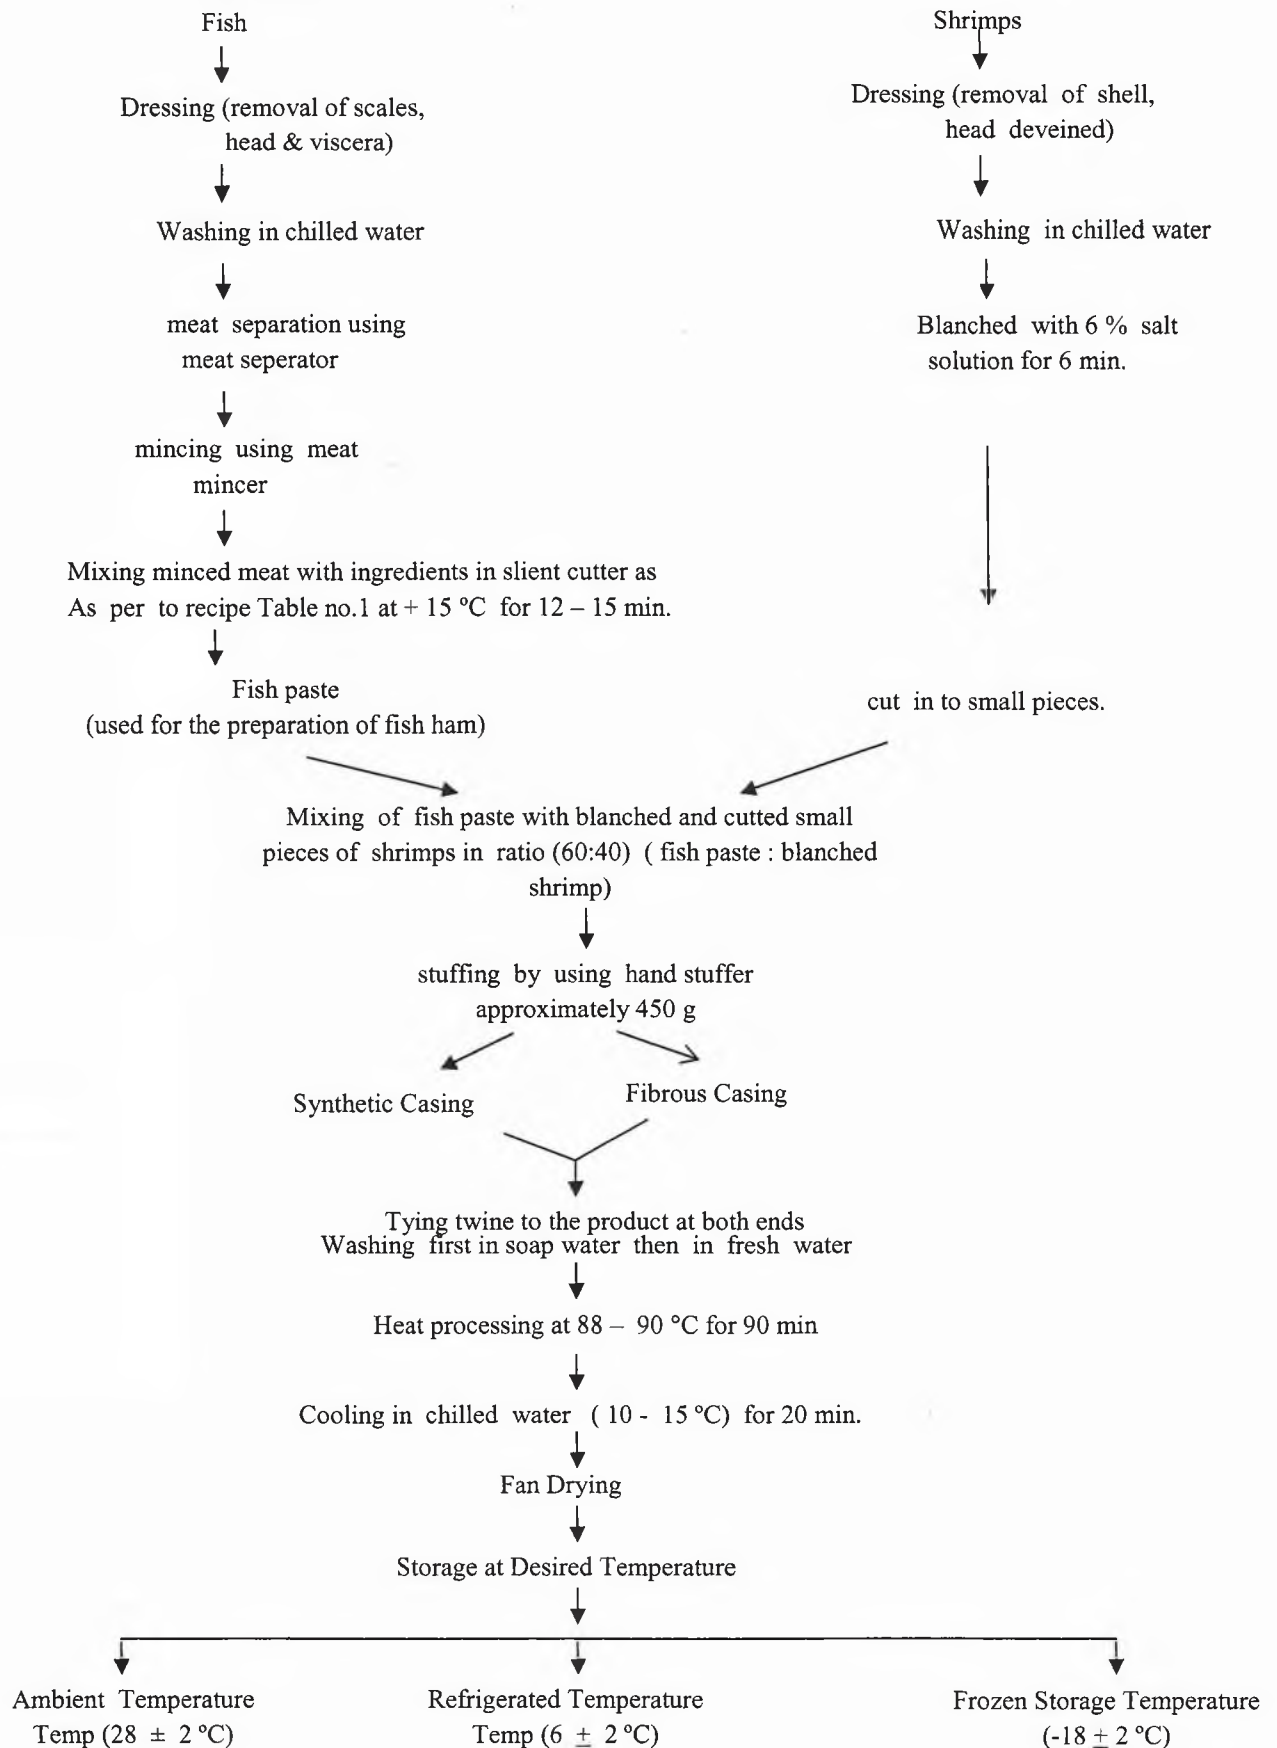 Fish
Dressing (removal of scales,
head & viscera)
Washing in chilled water
meat separation using
meat seperator
mincing using meat
mincer
Mixing minced meat with ingredients in slient cutter as
As per to recipe Table no.1 at + 15 ºC for 12 – 15 min.
Fish paste
(used for the preparation of fish ham)
Shrimps
Dressing (removal of shell,
head deveined)
Washing in chilled water
Blanched with 6 % salt
solution for 6 min.
cut in to small pieces.
Mixing of fish paste with blanched and cutted small
pieces of shrimps in ratio (60:40) ( fish paste : blanched
shrimp)
stuffing by using hand stuffer
approximately 450 g
Synthetic Casing
Fibrous Casing
Tying twine to the product at both ends
Washing first in soap water then in fresh water
Heat processing at 88 – 90 °C for 90 min
Cooling in chilled water ( 10 - 15 ºC) for 20 min.
Fan Drying
Storage at Desired Temperature
Ambient Temperature
Temp (28 ± 2 ºC)
Refrigerated Temperature
Temp (6 ± 2 ºC)
Frozen Storage Temperature
(-18 ± 2 ºC)